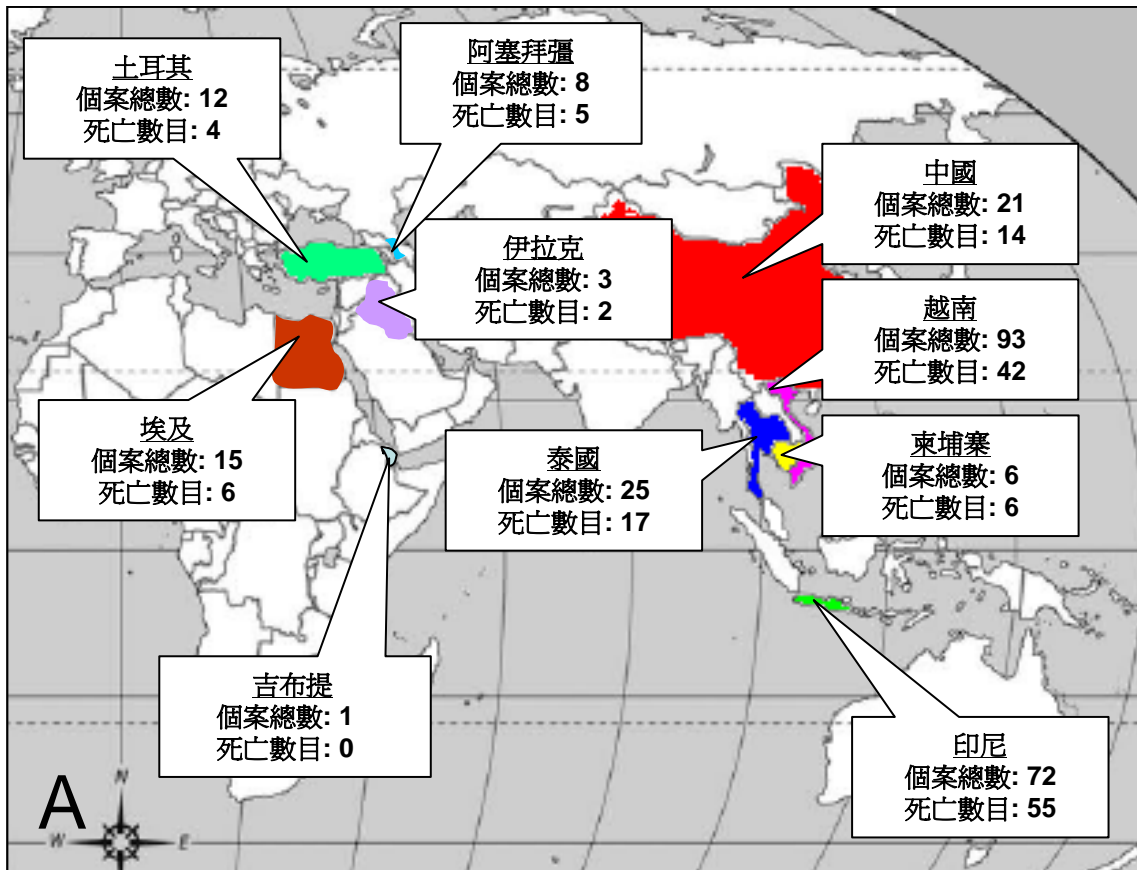 土耳其
個案總數: 12
死亡數目: 4
阿塞拜彊
個案總數: 8
死亡數目: 5
中國
個案總數: 21
死亡數目: 14
伊拉克
個案總數: 3
死亡數目: 2
越南
個案總數: 93
死亡數目: 42
埃及
個案總數: 15
死亡數目: 6
泰國
個案總數: 25
死亡數目: 17
柬埔寨
個案總數: 6
死亡數目: 6
吉布提
個案總數: 1
死亡數目: 0
印尼
個案總數: 72
死亡數目: 55
A
N
W
E